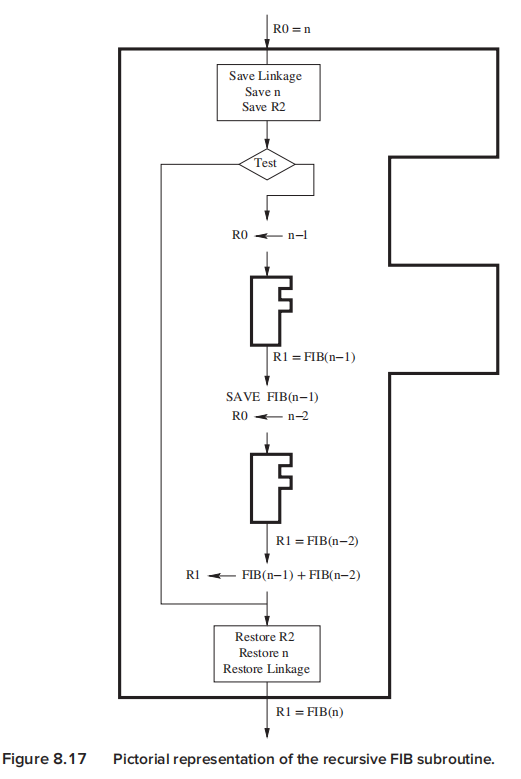 R0 = n
Save Linkage
Save n
Save R2
Test
R0 ← n–1
R1 = FIB(n–1)
SAVE FIB(n–1)
R0 ← n–2
R1 = FIB(n–2)
R1 ← FIB(n–1) + FIB(n–2)
Restore R2
Restore n
Restore Linkage
R1 = FIB(n)
Figure 8.17 Pictorial representation of the recursive FIB subroutine.